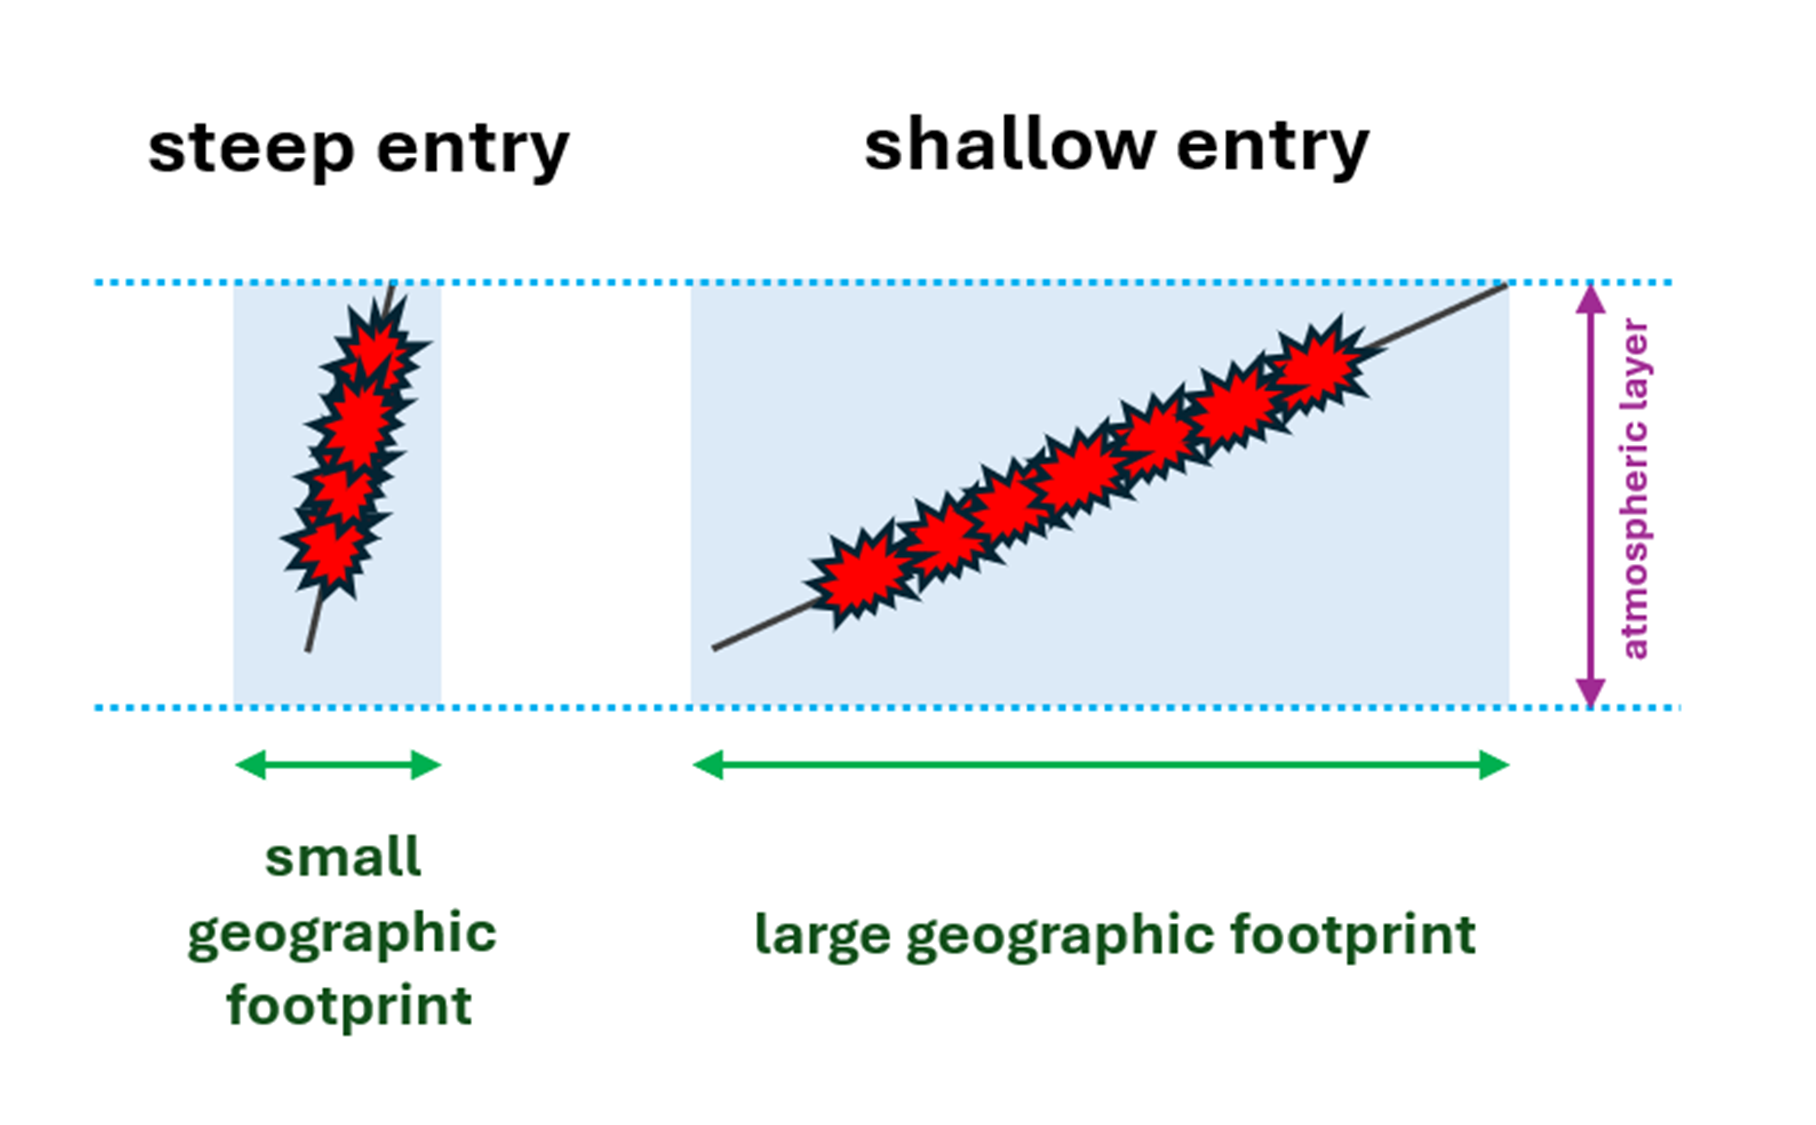 steep entry
shallow entry
atmospheric layer
small
geographic
footprint
large geographic footprint